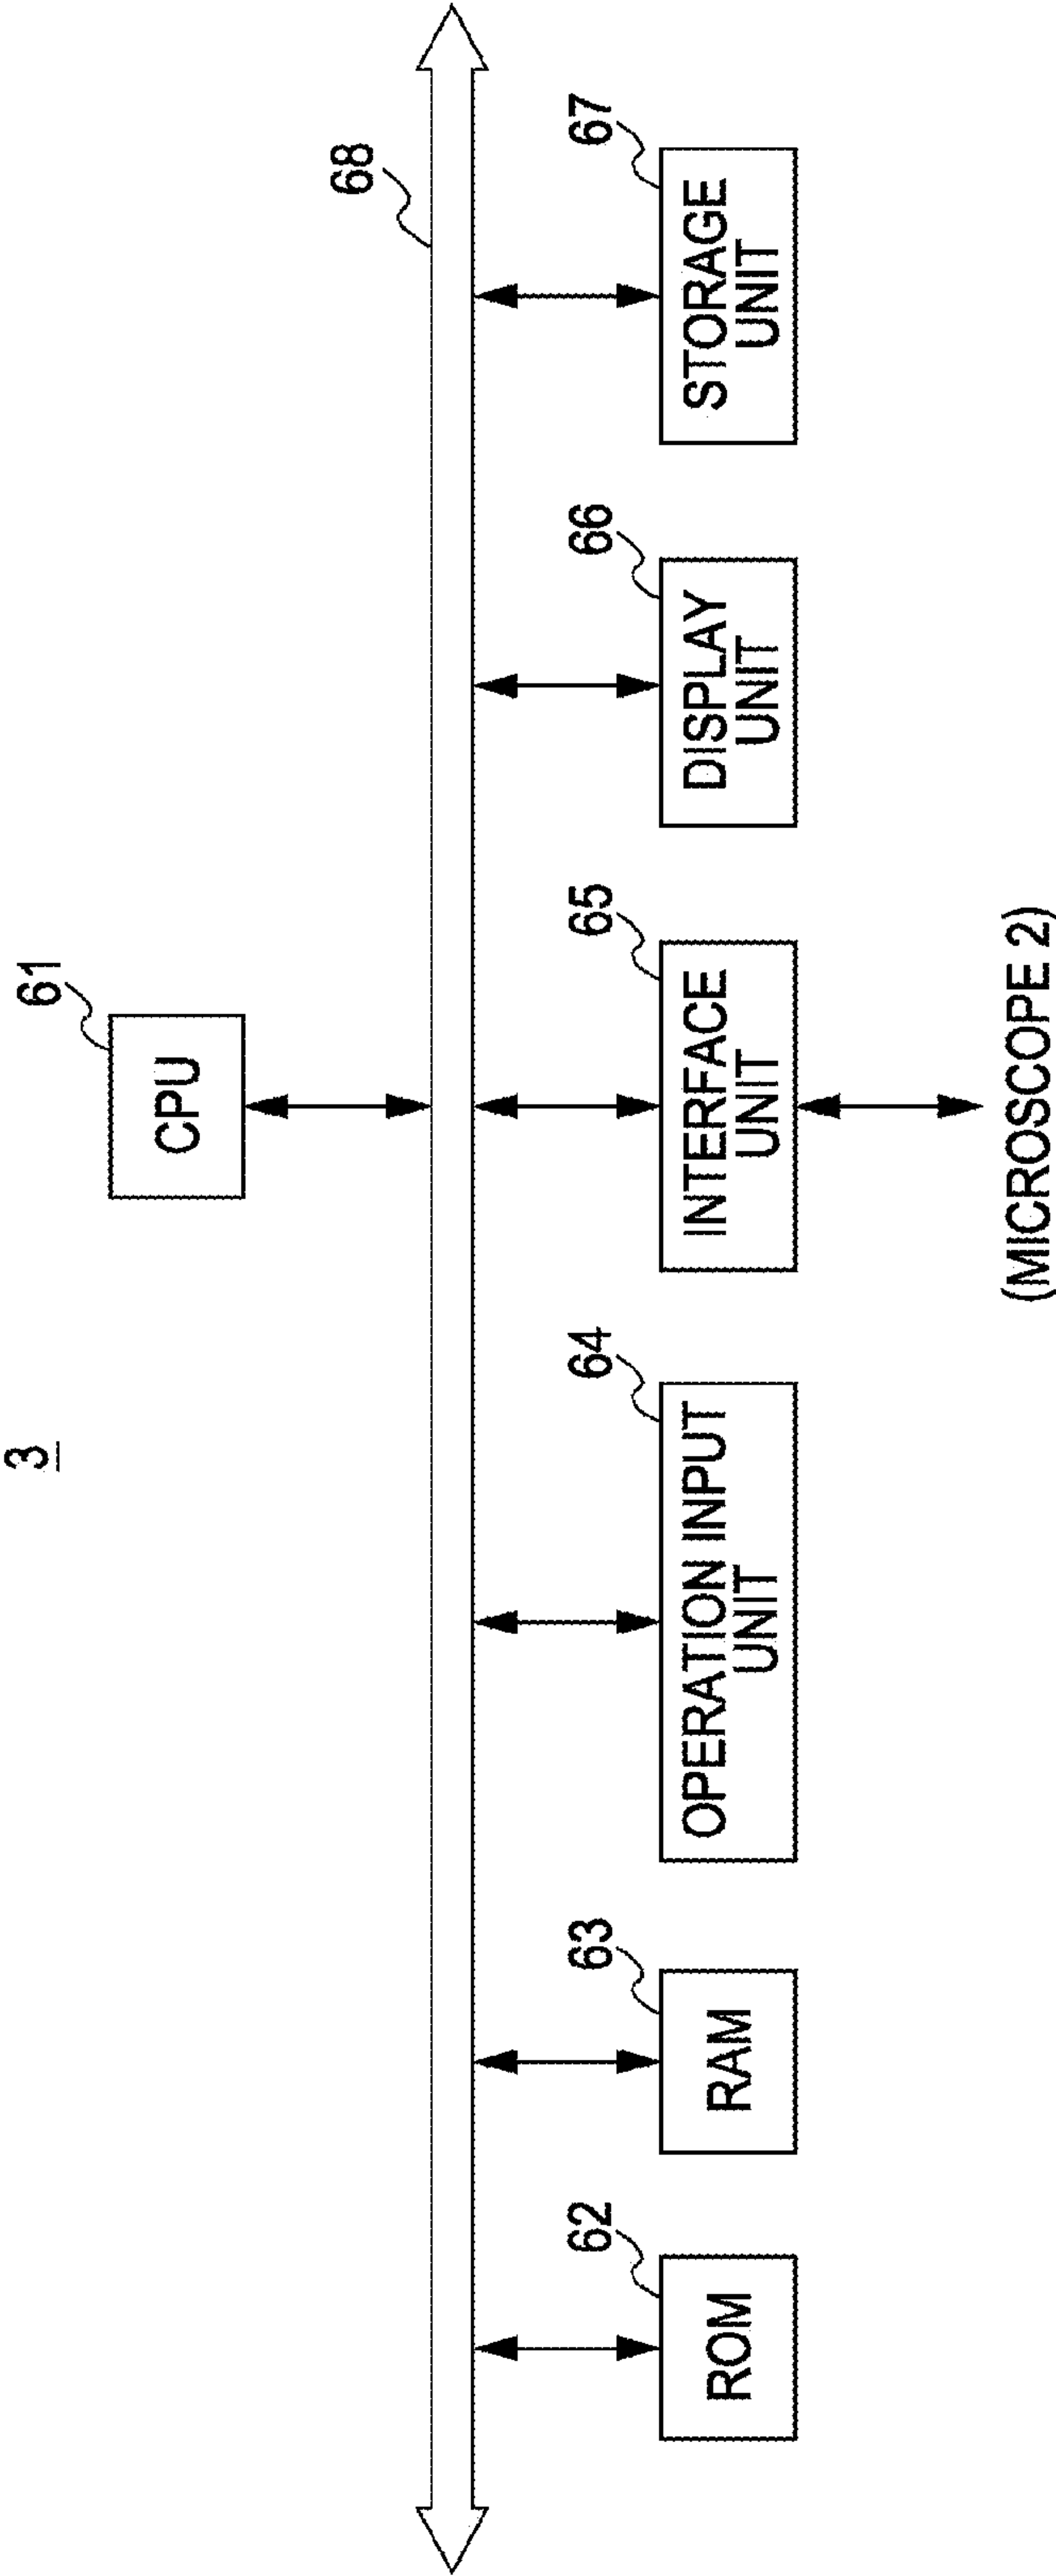 3
61
CPU
68
62
63
64
65
66
67
ROM
RAM
OPERATION INPUT
UNIT
INTERFACE
UNIT
DISPLAY
UNIT
STORAGE
UNIT
(MICROSCOPE 2)